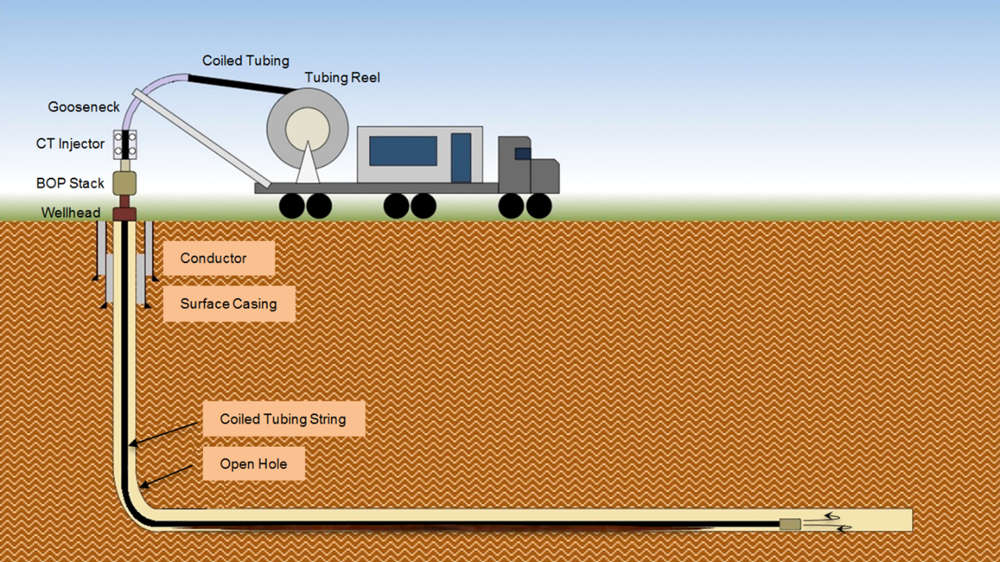 Coiled Tubing
Tubing Reel
Gooseneck
CT Injector
BOP Stack
Wellhead
Conductor
Surface Casing
Coiled Tubing String
Open Hole